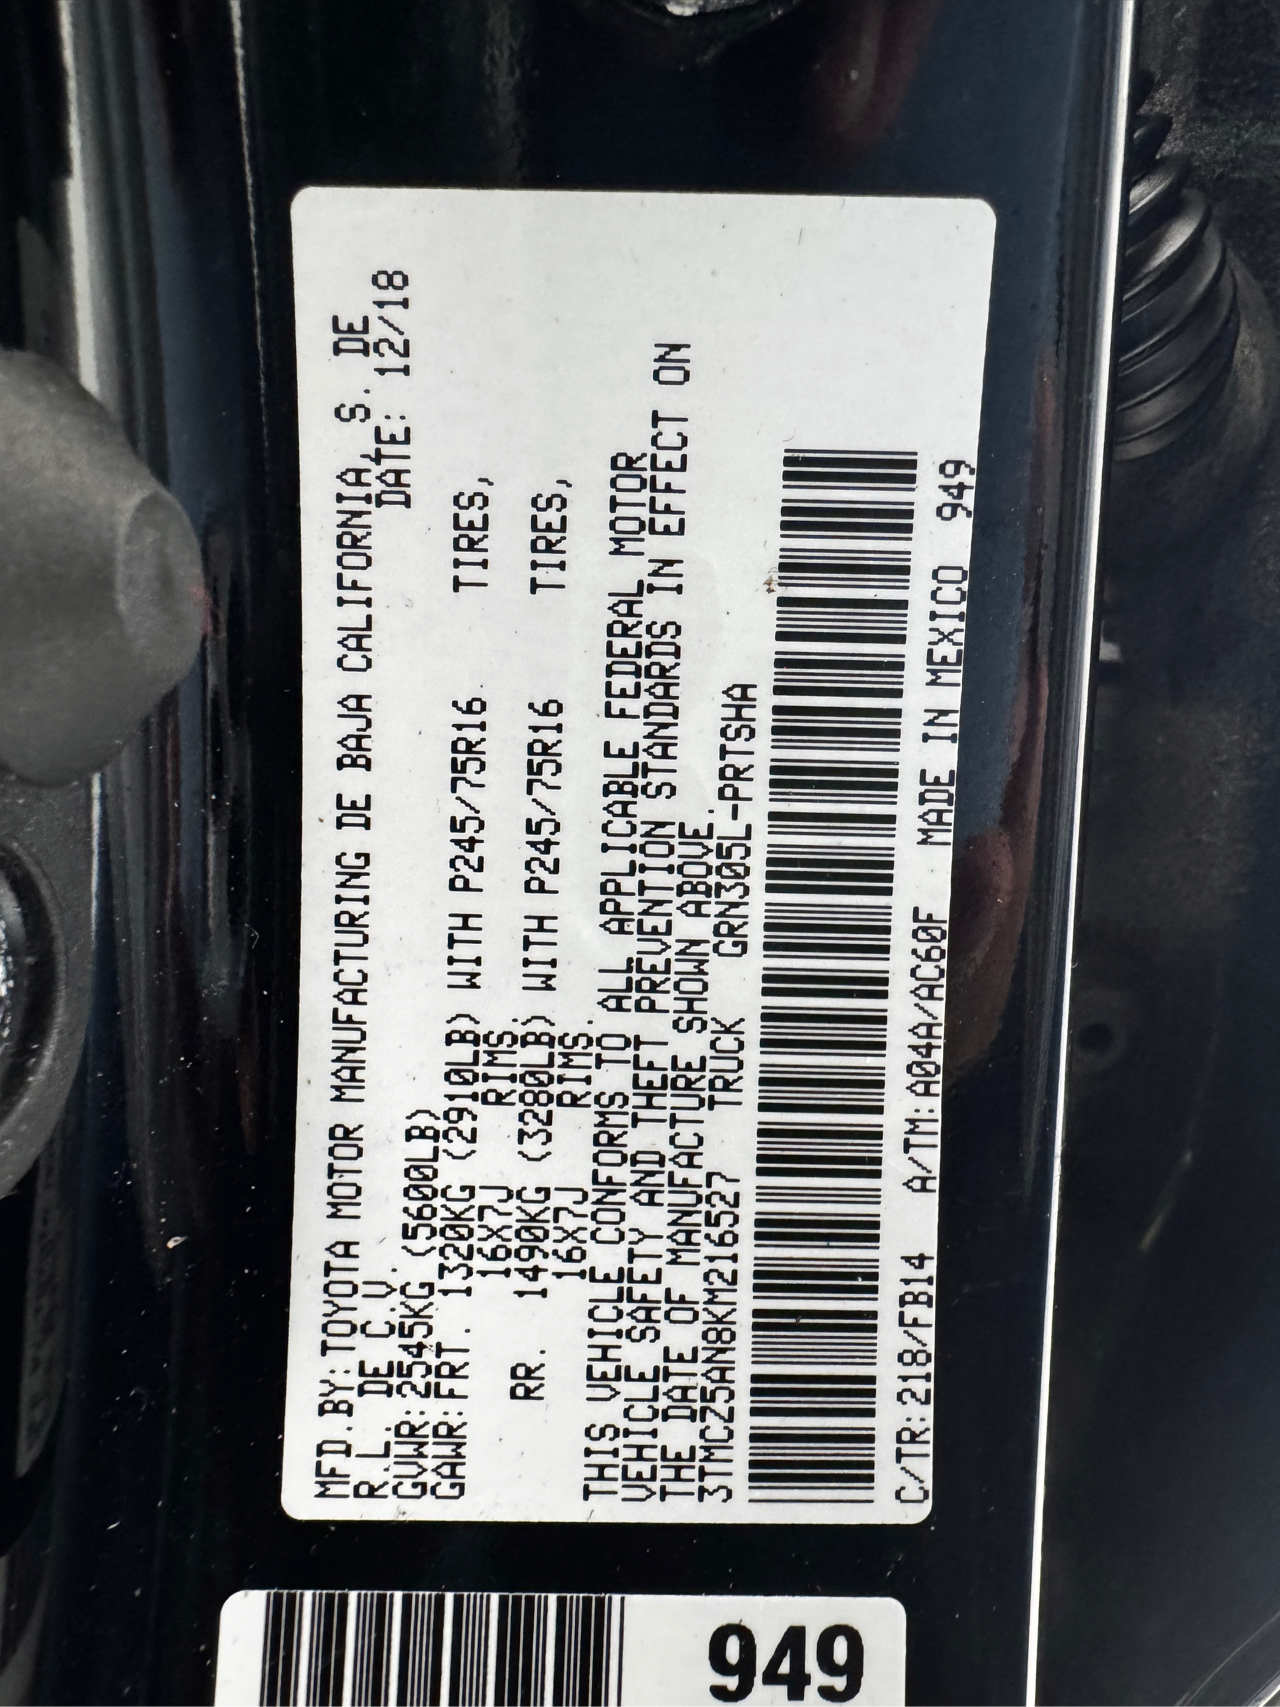 MFD.BY:TOYOTA MOTOR MANUFACTURING DE BAJA CALIFORNIA, S. DE
R.L. DE C.V. DATE: 12/18
GVWR:2545KG (5600LB)
GAWR:FRT. 1320KG (2910LB) WITH P245/75R16 TIRES,
16X7J RIMS.
RR. 1490KG (3280LB) WITH P245/75R16 TIRES,
16X7J RIMS.
THIS VEHICLE CONFORMS TO ALL APPLICABLE FEDERAL MOTOR
VEHICLE SAFETY AND THEFT PREVENTION STANDARDS IN EFFECT ON
THE DATE OF MANUFACTURE SHOWN ABOVE.
3TMCZ5AN8KM216527 TRUCK GRN305L-PRTSHA
C/TR:218/FB14 A/TM:A04A/AC60F MADE IN MEXICO 949
949